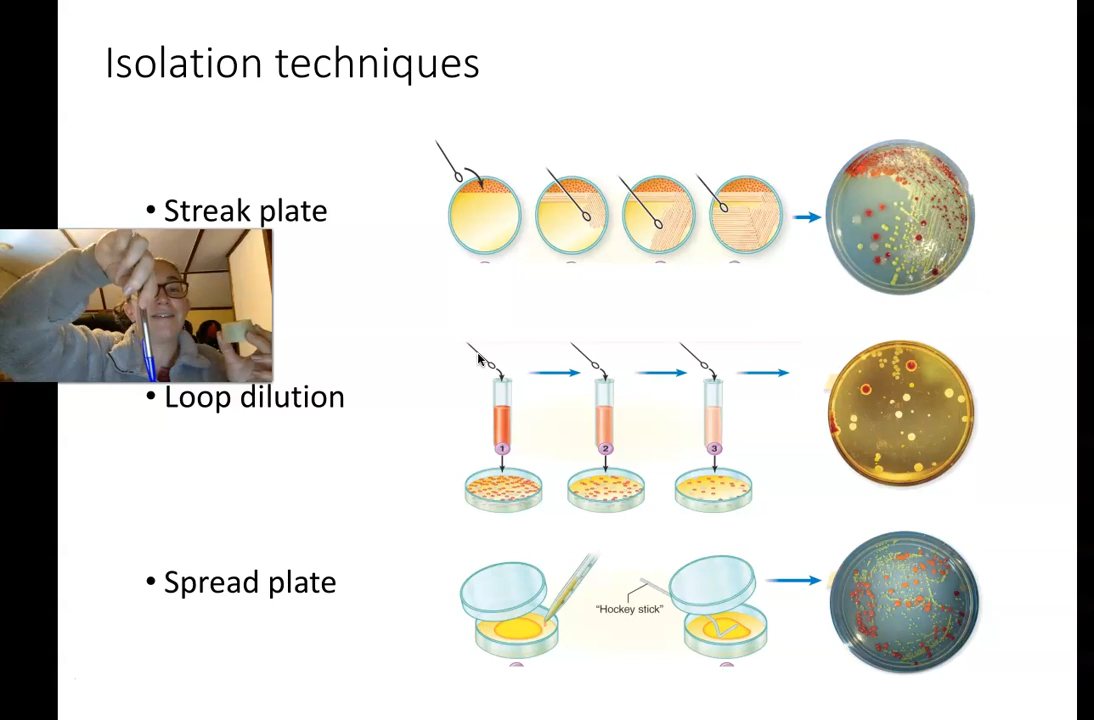 Isolation techniques
• Streak plate
• Loop dilution
1 2 3
• Spread plate
"Hockey stick"